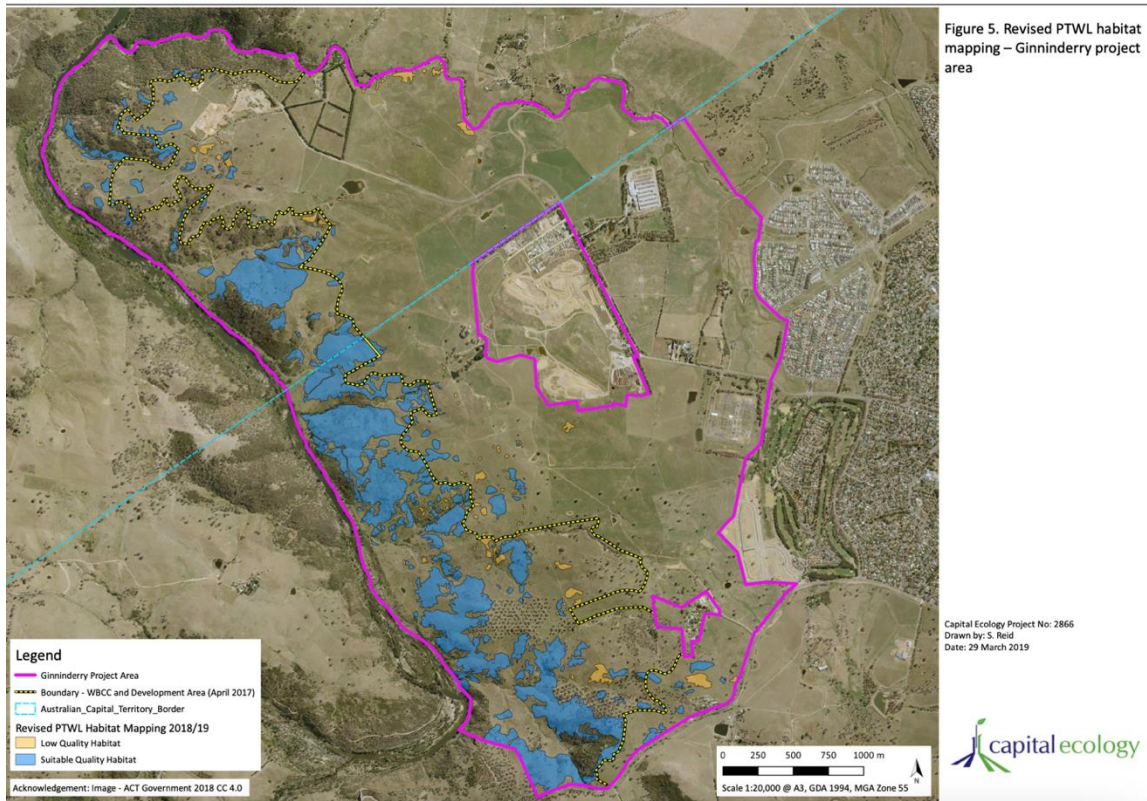 Figure 5. Revised PTWL habitat
mapping – Ginninderry project
area
Capital Ecology Project No: 2866
Drawn by: S. Reid
Date: 29 March 2019
Legend
Ginninderry Project Area
Boundary - WBCC and Development Area (April 2017)
Australian_Capital_Territory_Border
Revised PTWL Habitat Mapping 2018/19
Low Quality Habitat
Suitable Quality Habitat
Acknowledgement: Image - ACT Government 2018 CC 4.0
0 250 500 750 1000 m
N
Scale 1:20,000 @ A3, GDA 1994, MGA Zone 55
capital ecology